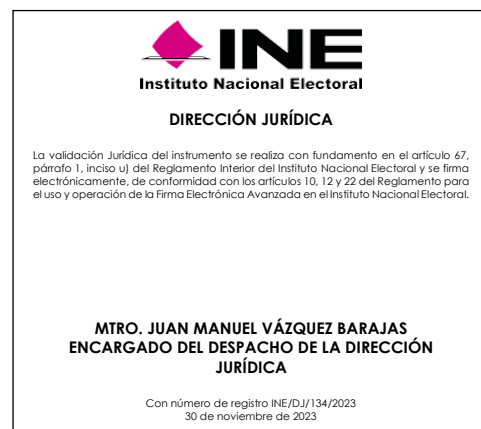 INE
Instituto Nacional Electoral
DIRECCIÓN JURÍDICA
La validación Jurídica del instrumento se realiza con fundamento en el artículo 67,
párrafo 1, inciso u) del Reglamento Interior del Instituto Nacional Electoral y se firma
electrónicamente, de conformidad con los artículos 10, 12 y 22 del Reglamento para
el uso y operación de la Firma Electrónica Avanzada en el Instituto Nacional Electoral.
MTRO. JUAN MANUEL VÁZQUEZ BARAJAS
ENCARGADO DEL DESPACHO DE LA DIRECCIÓN
JURÍDICA
Con número de registro INE/DJ/134/2023
30 de noviembre de 2023